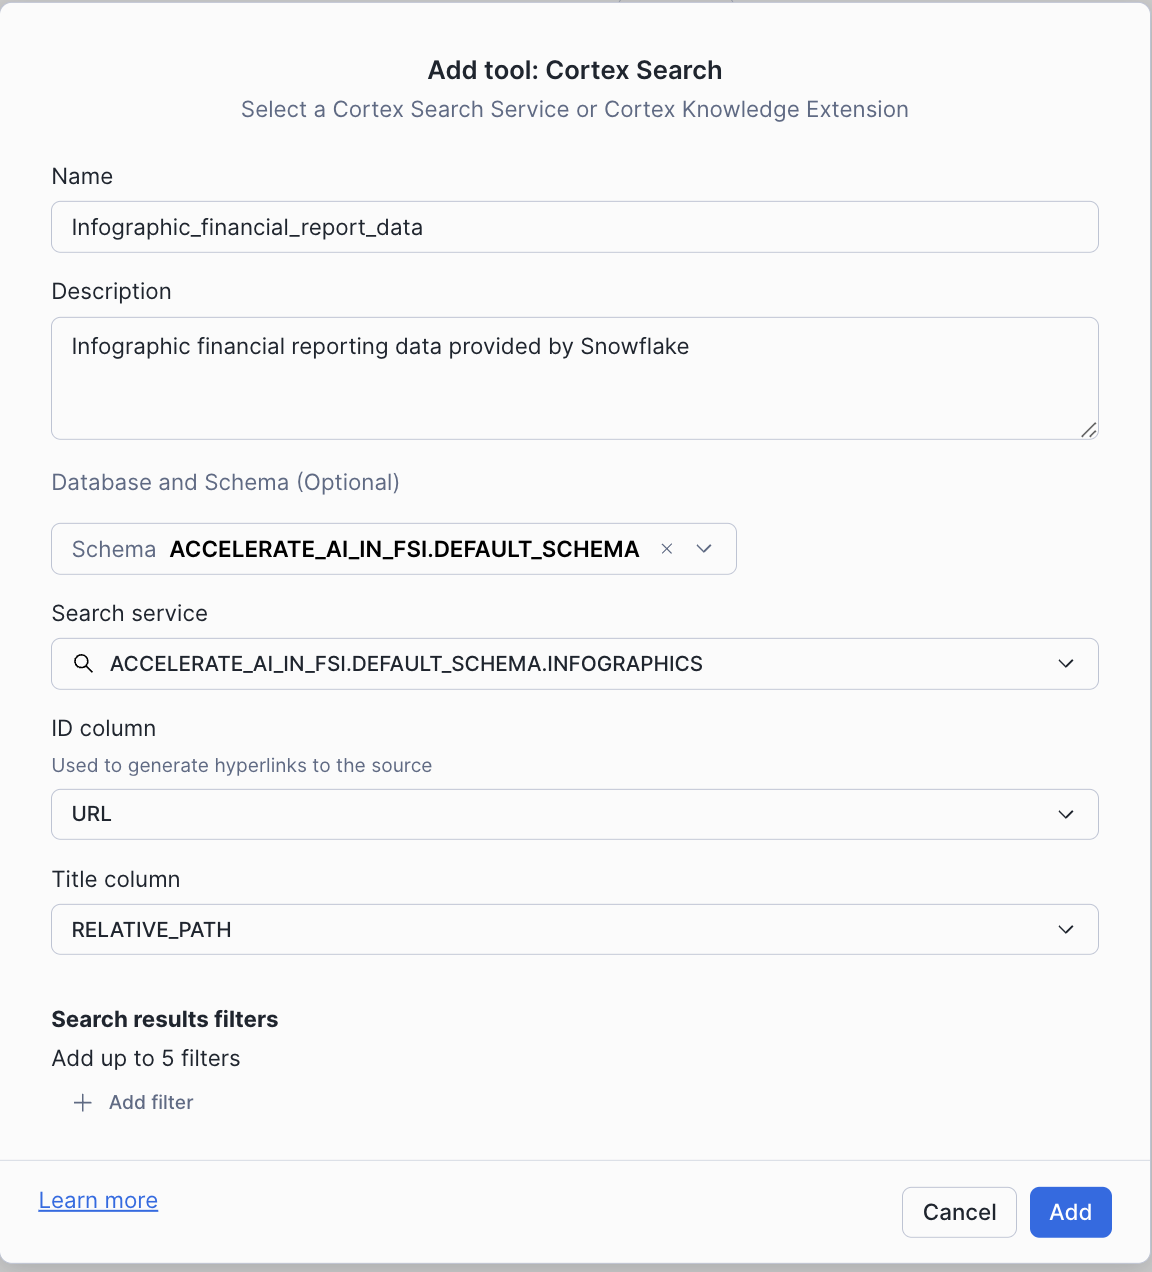 Add tool: Cortex Search
Select a Cortex Search Service or Cortex Knowledge Extension
Name
Infographic_financial_report_data
Description
Infographic financial reporting data provided by Snowflake
Database and Schema (Optional)
Schema ACCELERATE_AI_IN_FSI.DEFAULT_SCHEMA
Search service
ACCELERATE_AI_IN_FSI.DEFAULT_SCHEMA.INFOGRAPHICS
ID column
Used to generate hyperlinks to the source
URL
Title column
RELATIVE_PATH
Search results filters
Add up to 5 filters
Add filter
Learn more
Cancel Add